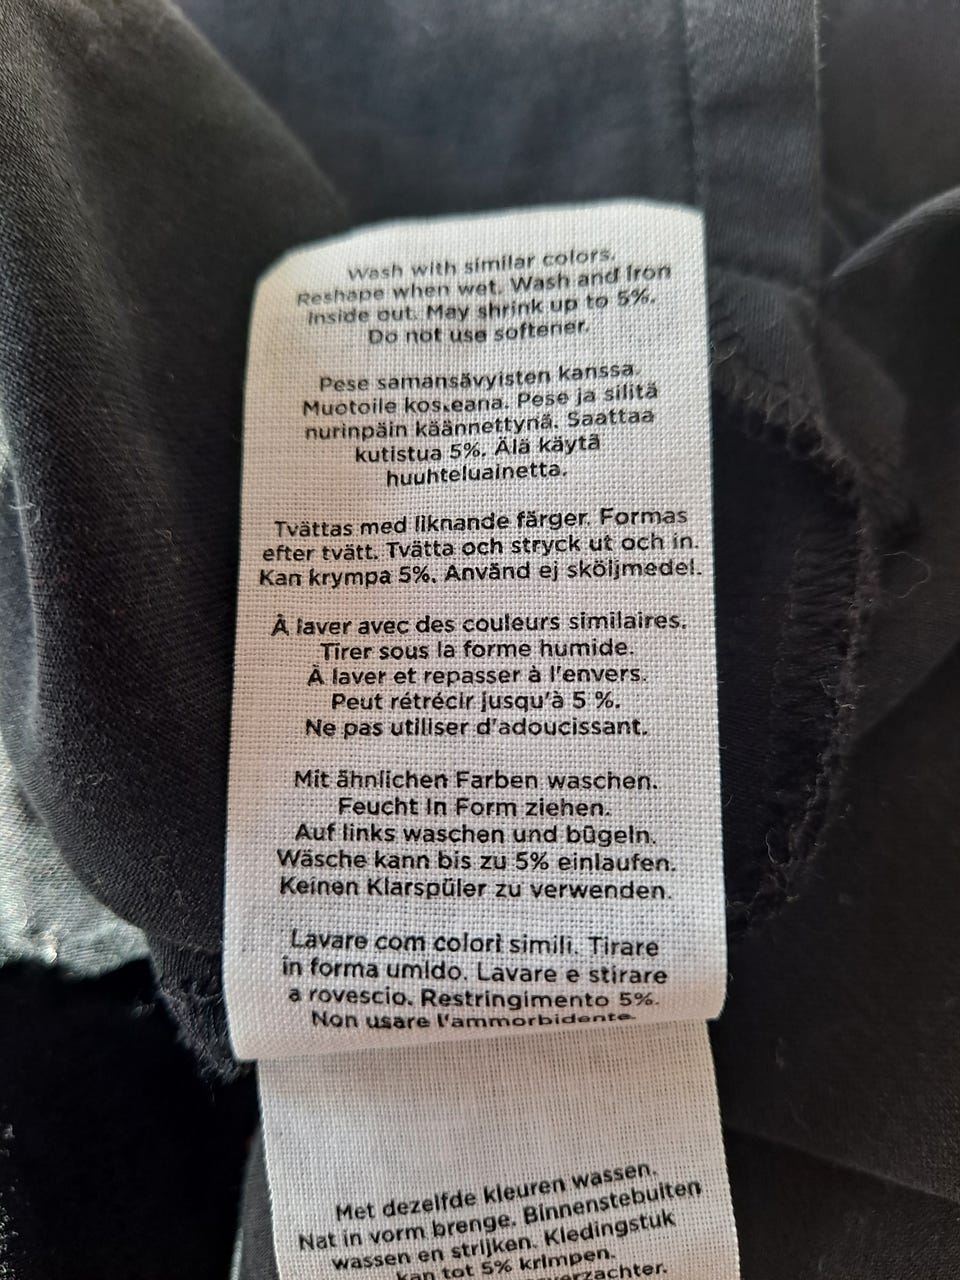 Wash with similar colors.
Reshape when wet. Wash and Iron
Inside out. May shrink up to 5%.
Do not use softener.
Pese samansävyisten kanssa.
Muotoile kosteana. Pese ja silitä
nurinpäin käännettynä. Saattaa
kutistua 5%. Älä käytä
huuhteluainetta.
Tvättas med liknande färger. Formas
efter tvätt. Tvätta och stryck ut och in.
Kan krympa 5%. Använd ej sköljmedel.
À laver avec des couleurs similaires.
Tirer sous la forme humide.
À laver et repasser à l'envers.
Peut rétrécir jusqu'à 5 %.
Ne pas utiliser d'adoucissant.
Mit ähnlichen Farben waschen.
Feucht In Form ziehen.
Auf links waschen und bügeln.
Wäsche kann bis zu 5% einlaufen.
Keinen Klarspüler zu verwenden.
Lavare com colori simili. Tirare
in forma umido. Lavare e stirare
a rovescio. Restringimento 5%.
Non usare l'ammorbidente.
Met dezelfde kleuren wassen.
Nat in vorm brenge. Binnenstebuiten
wassen en strijken. Kledingstuk
kan tot 5% krimpen.